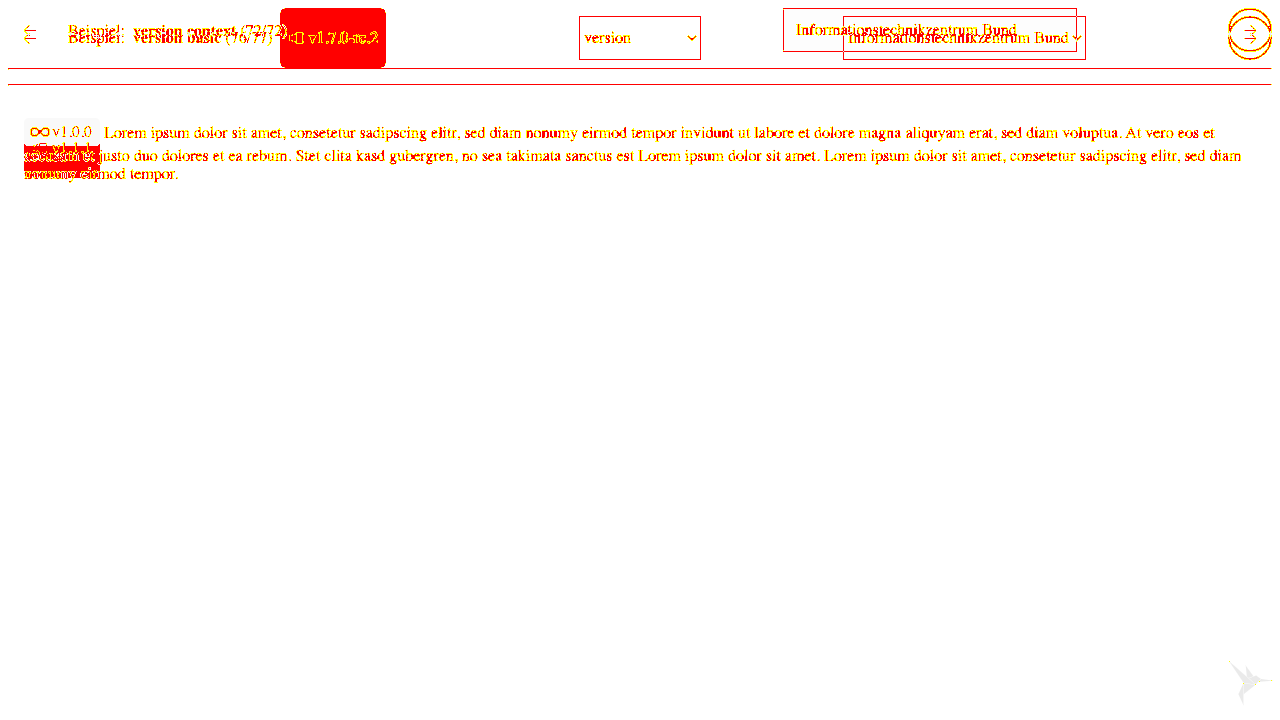 Beispiel: version context (72/72)
Beispiel: version basic (76/77)
v1.7.0-rc.2
version
Informationstechnikzentrum Bund
Informationstechnikzentrum Bund
v1.0.0 Lorem ipsum dolor sit amet, consetetur sadipscing elitr, sed diam nonumy eirmod tempor invidunt ut labore et dolore magna aliquyam erat, sed diam voluptua. At vero eos et
accusam et justo duo dolores et ea rebum. Stet clita kasd gubergren, no sea takimata sanctus est Lorem ipsum dolor sit amet. Lorem ipsum dolor sit amet, consetetur sadipscing elitr, sed diam
nonumy eirmod tempor.